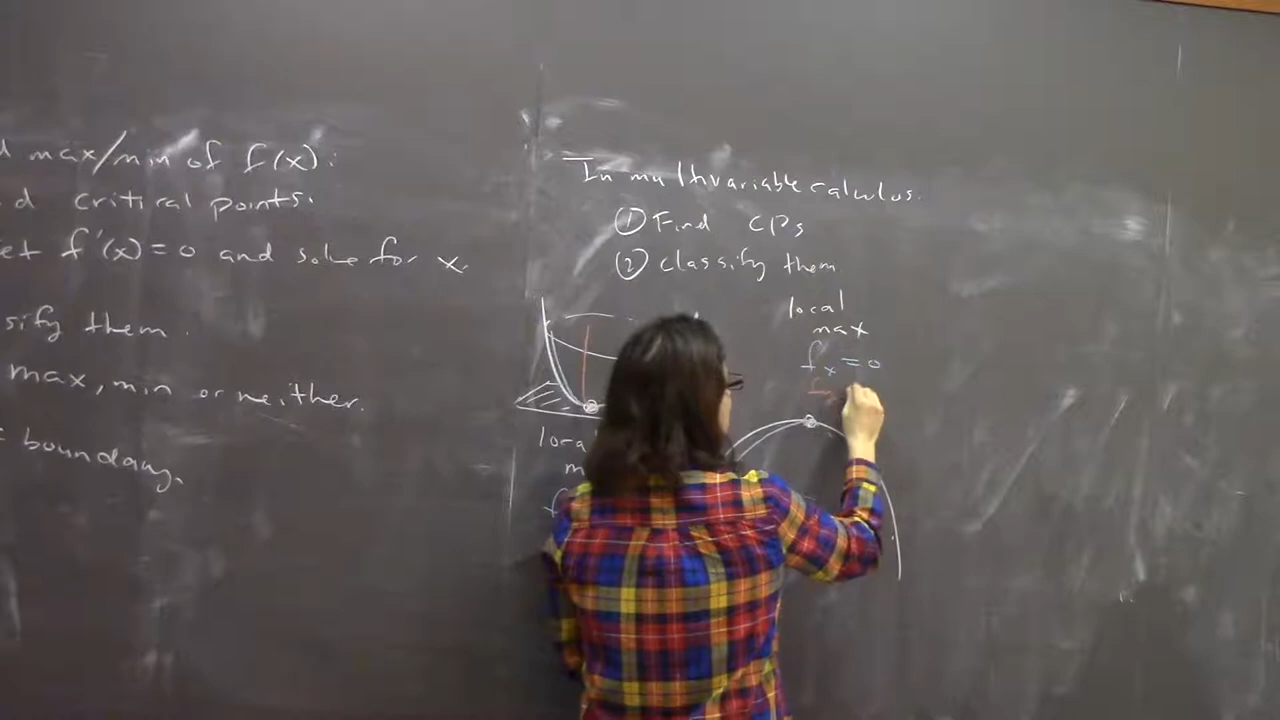 max/min of f(x):
d critical points.
et f'(x) = 0 and solve for x.
sify them.
max, min or neither.
boundary.
In multivariable calculus.
① Find CPs
② classify them
local
max
fx = 0
local
m